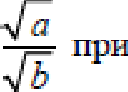 √a / √b при